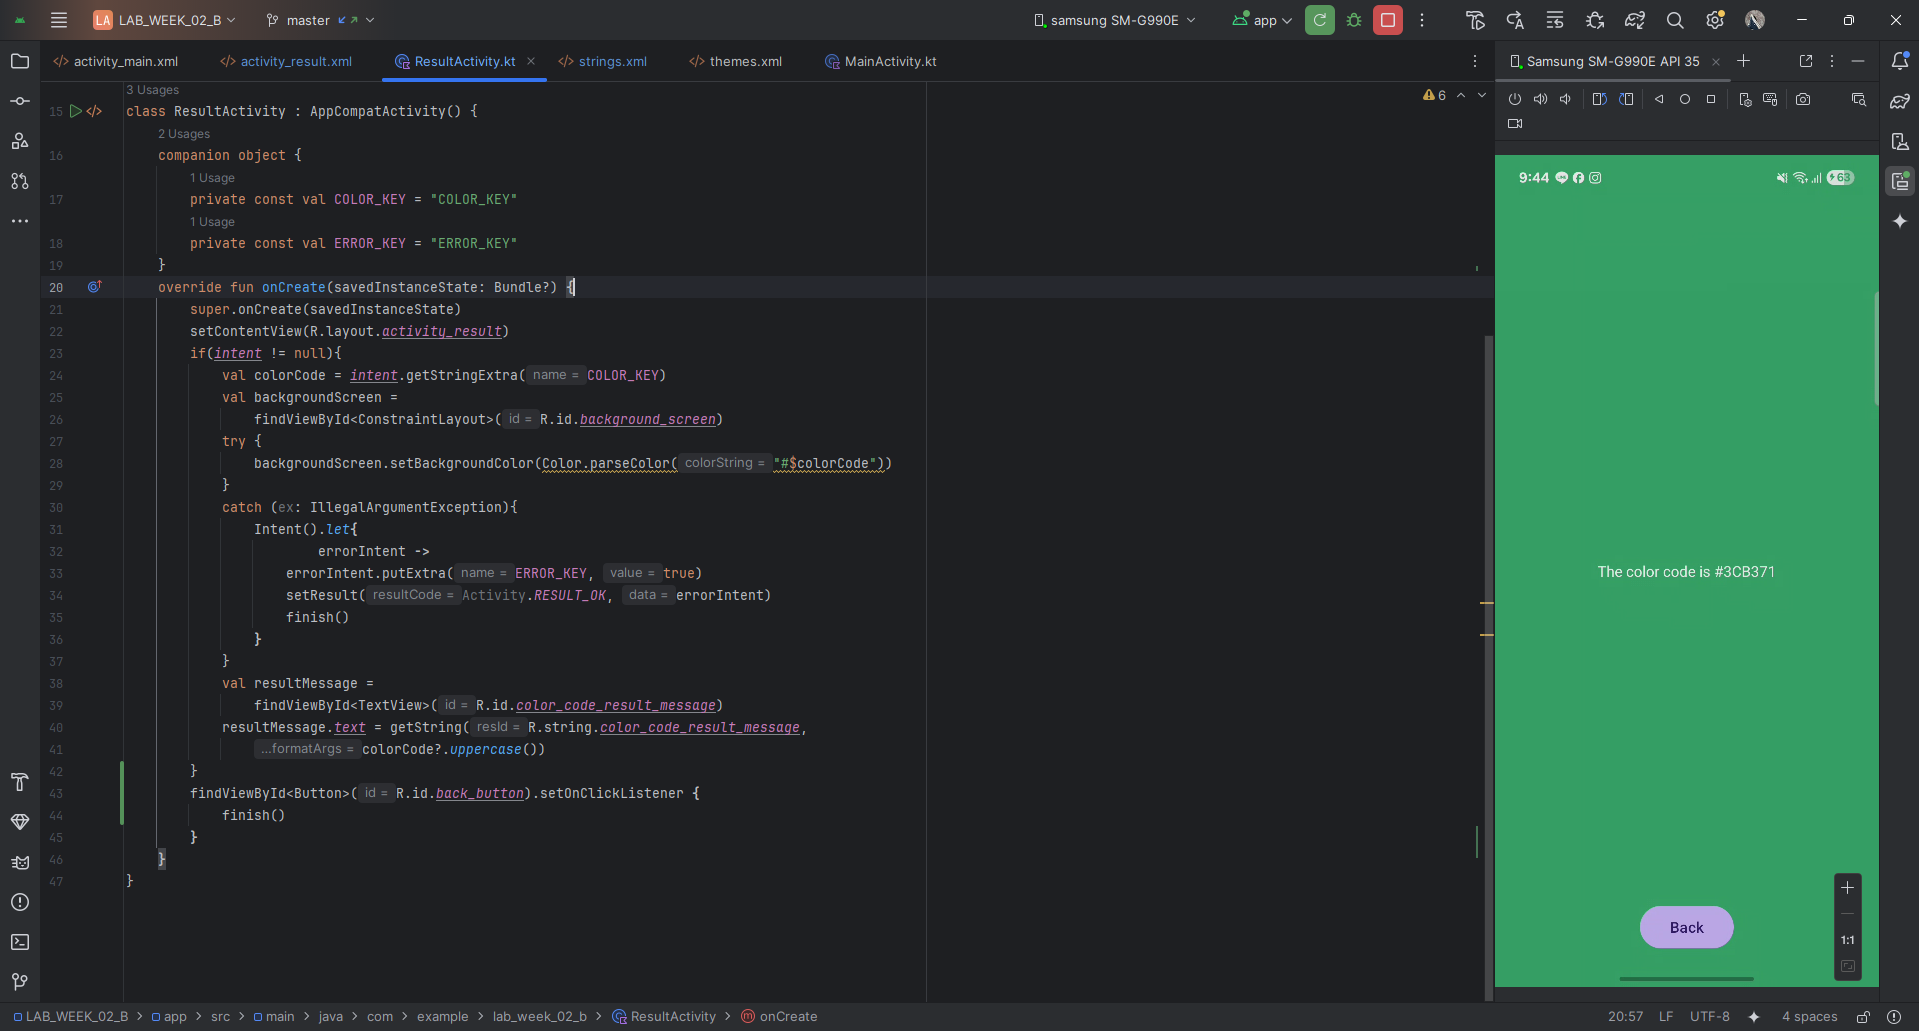 LA LAB_WEEK_02_B master samsung SM-G990E app
activity_main.xml activity_result.xml ResultActivity.kt strings.xml themes.xml MainActivity.kt Samsung SM-G990E API 35
3 Usages
6
15 class ResultActivity : AppCompatActivity() {
2 Usages
16 companion object {
1 Usage
17 private const val COLOR_KEY = "COLOR_KEY"
1 Usage
18 private const val ERROR_KEY = "ERROR_KEY"
19 }
20 override fun onCreate(savedInstanceState: Bundle?) {
21 super.onCreate(savedInstanceState)
22 setContentView(R.layout.activity_result)
23 if(intent != null){
24 val colorCode = intent.getStringExtra( name = COLOR_KEY)
25 val backgroundScreen =
26 findViewById<ConstraintLayout>( id = R.id.background_screen)
27 try {
28 backgroundScreen.setBackgroundColor(Color.parseColor( colorString = "#$colorCode"))
29 }
30 catch (ex: IllegalArgumentException){
31 Intent().let{
32 errorIntent ->
33 errorIntent.putExtra( name = ERROR_KEY, value = true)
34 setResult( resultCode = Activity.RESULT_OK, data = errorIntent)
35 finish()
36 }
37 }
38 val resultMessage =
39 findViewById<TextView>( id = R.id.color_code_result_message)
40 resultMessage.text = getString( resId = R.string.color_code_result_message,
41 ...formatArgs = colorCode?.uppercase())
42 }
43 findViewById<Button>( id = R.id.back_button).setOnClickListener {
44 finish()
45 }
46 }
47 }
9:44 63
The color code is #3CB371
Back
1:1
LAB_WEEK_02_B > app > src > main > java > com > example > lab_week_02_b > ResultActivity > onCreate 20:57 LF UTF-8 4 spaces